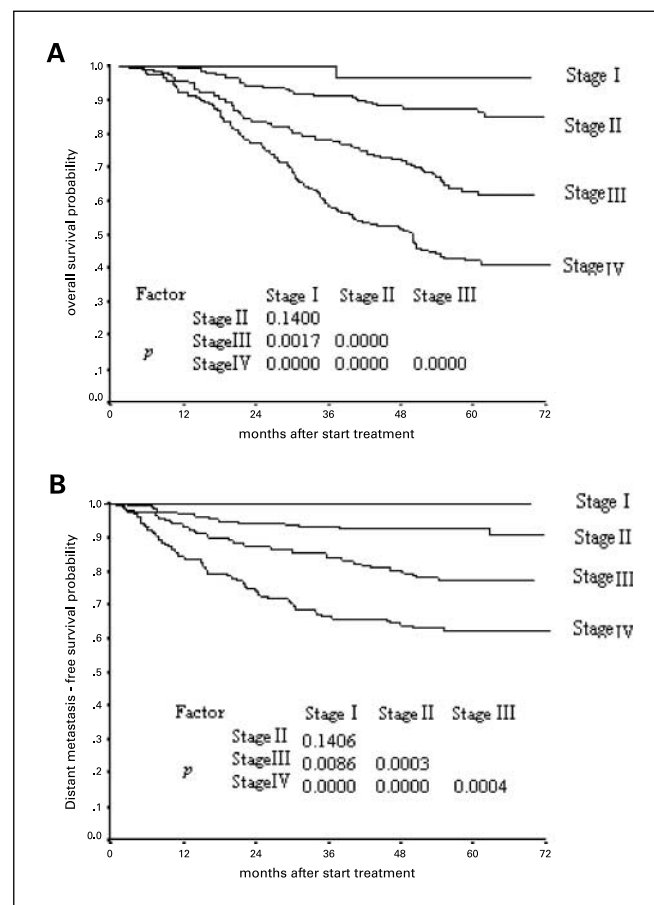 A
overall survival probability
1.0
.9
.8
.7
.6
.5
.4
.3
.2
.1
0.0
Stage I
Stage II
Stage III
Stage IV
Factor Stage I Stage II Stage III
Stage II 0.1400
Stage III 0.0017 0.0000
p
Stage IV 0.0000 0.0000 0.0000
0 12 24 36 48 60 72
months after start treatment
B
Distant metastasis - free survival probability
1.0
.9
.8
.7
.6
.5
.4
.3
.2
.1
0.0
Stage I
Stage II
Stage III
Stage IV
Factor Stage I Stage II Stage III
Stage II 0.1406
Stage III 0.0086 0.0003
p
Stage IV 0.0000 0.0000 0.0004
0 12 24 36 48 60 72
months after start treatment